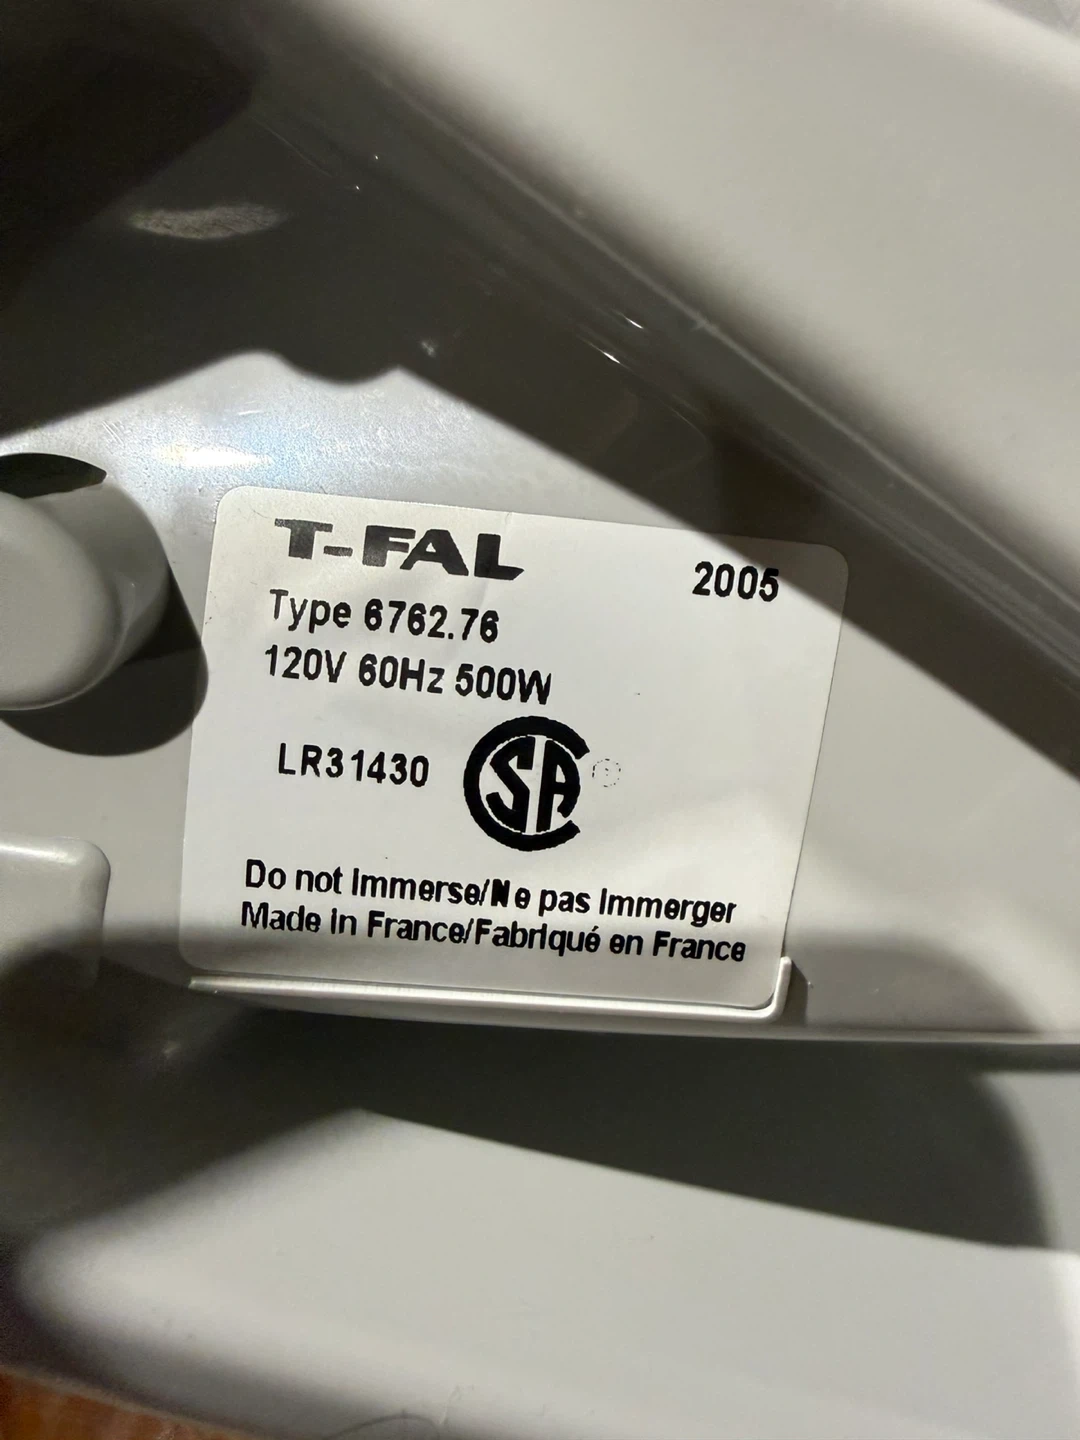 T-FAL 2005
Type 6762.76
120V 60Hz 500W
LR31430 CSA
Do not Immerse/Ne pas Immerger
Made in France/Fabriqué en France